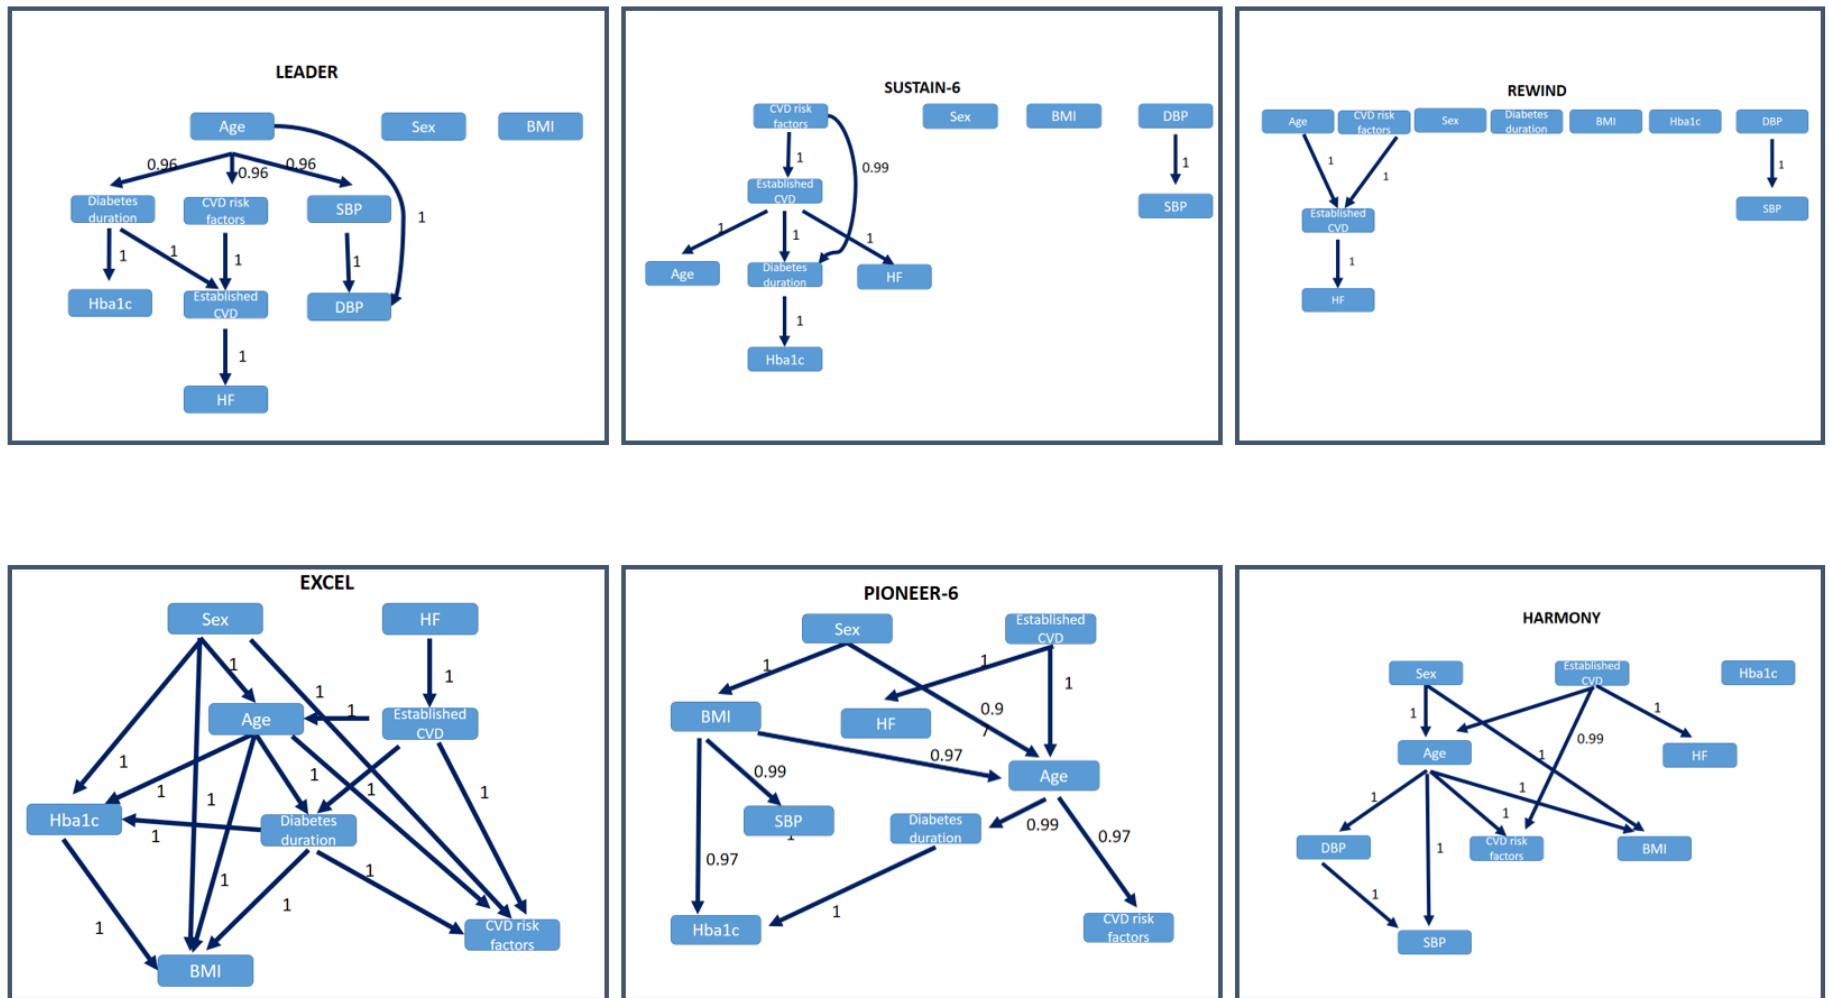 LEADER
Age
Sex
BMI
0.96
0.96
0.96
Diabetes
duration
CVD risk
factors
SBP
1
1
1
1
1
Hba1c
Established
CVD
DBP
1
HF
SUSTAIN-6
CVD risk
factors
Sex
BMI
DBP
1
0.99
1
Established
CVD
SBP
1
1
1
Age
Diabetes
duration
HF
1
Hba1c
REWIND
Age
CVD risk
factors
Sex
Diabetes
duration
BMI
Hba1c
DBP
1
1
1
Established
CVD
SBP
1
HF
EXCEL
Sex
HF
1
1
1
Age
1
Established
CVD
1
1
1
1
1
Hba1c
Diabetes
duration
1
1
1
1
1
1
CVD risk
factors
BMI
PIONEER-6
Sex
Established
CVD
1
1
1
BMI
HF
0.9
7
0.97
Age
0.99
SBP
1
Diabetes
duration
0.99
0.97
0.97
1
Hba1c
CVD risk
factors
HARMONY
Sex
Established
CVD
Hba1c
1
1
0.99
Age
1
HF
1
1
1
DBP
1
CVD risk
factors
BMI
1
SBP